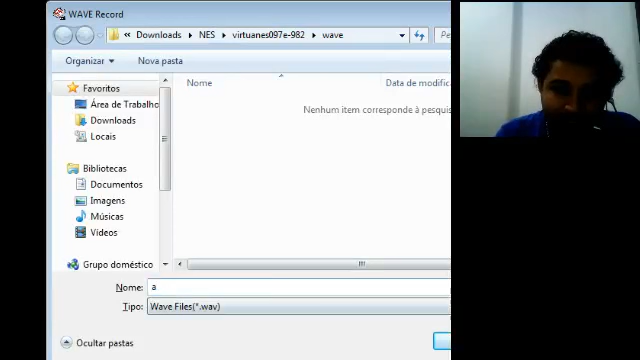 WAVE Record
« Downloads ▸ NES ▸ virtuanes097e-982 ▸ wave
Organizar Nova pasta
Nome Data de modific
Favoritos
Área de Trabalho
Downloads
Locais
Nenhum item corresponde à pesquis
Bibliotecas
Documentos
Imagens
Músicas
Vídeos
Grupo doméstico
Nome: a
Tipo: Wave Files(*.wav)
Ocultar pastas